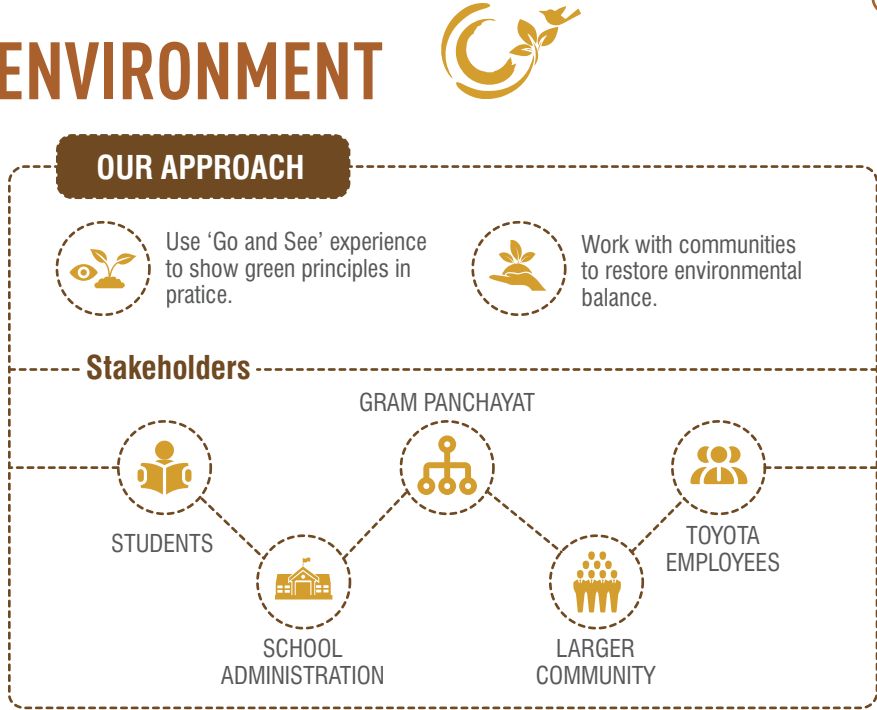 ENVIRONMENT
OUR APPROACH
Use ‘Go and See’ experience
to show green principles in
pratice.
Work with communities
to restore environmental
balance.
Stakeholders
GRAM PANCHAYAT
STUDENTS
TOYOTA
EMPLOYEES
SCHOOL
ADMINISTRATION
LARGER
COMMUNITY